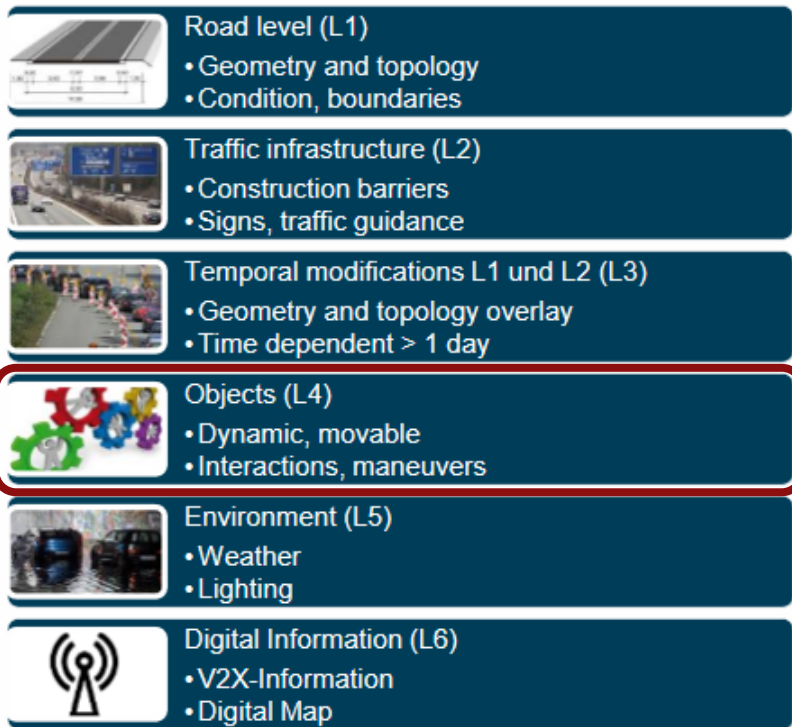 Road level (L1)
• Geometry and topology
• Condition, boundaries
Traffic infrastructure (L2)
• Construction barriers
• Signs, traffic guidance
Temporal modifications L1 und L2 (L3)
• Geometry and topology overlay
• Time dependent > 1 day
Objects (L4)
• Dynamic, movable
• Interactions, maneuvers
Environment (L5)
• Weather
• Lighting
Digital Information (L6)
• V2X-Information
• Digital Map